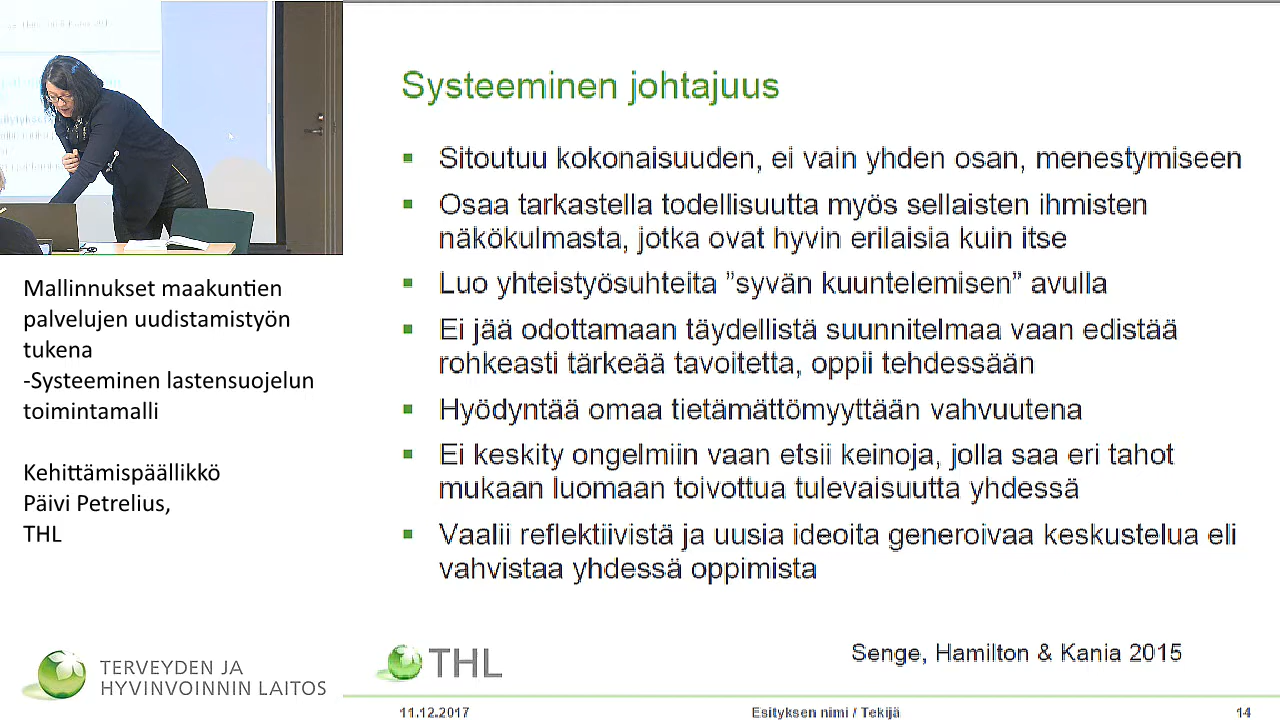 Systeeminen johtajuus
Sitoutuu kokonaisuuden, ei vain yhden osan, menestymiseen
Osaa tarkastella todellisuutta myös sellaisten ihmisten
näkökulmasta, jotka ovat hyvin erilaisia kuin itse
Luo yhteistyösuhteita ”syvän kuuntelemisen” avulla
Ei jää odottamaan täydellistä suunnitelmaa vaan edistää
rohkeasti tärkeää tavoitetta, oppii tehdessään
Hyödyntää omaa tietämättömyyttään vahvuutena
Ei keskity ongelmiin vaan etsii keinoja, jolla saa eri tahot
mukaan luomaan toivottua tulevaisuutta yhdessä
Vaalii reflektiivistä ja uusia ideoita generoivaa keskustelua eli
vahvistaa yhdessä oppimista
Senge, Hamilton & Kania 2015
THL
11.12.2017
Esityksen nimi / Tekijä
14
Mallinnukset maakuntien
palvelujen uudistamistyön
tukena
-Systeeminen lastensuojelun
toimintamalli
Kehittämispäällikkö
Päivi Petrelius,
THL
TERVEYDEN JA
HYVINVOINNIN LAITOS